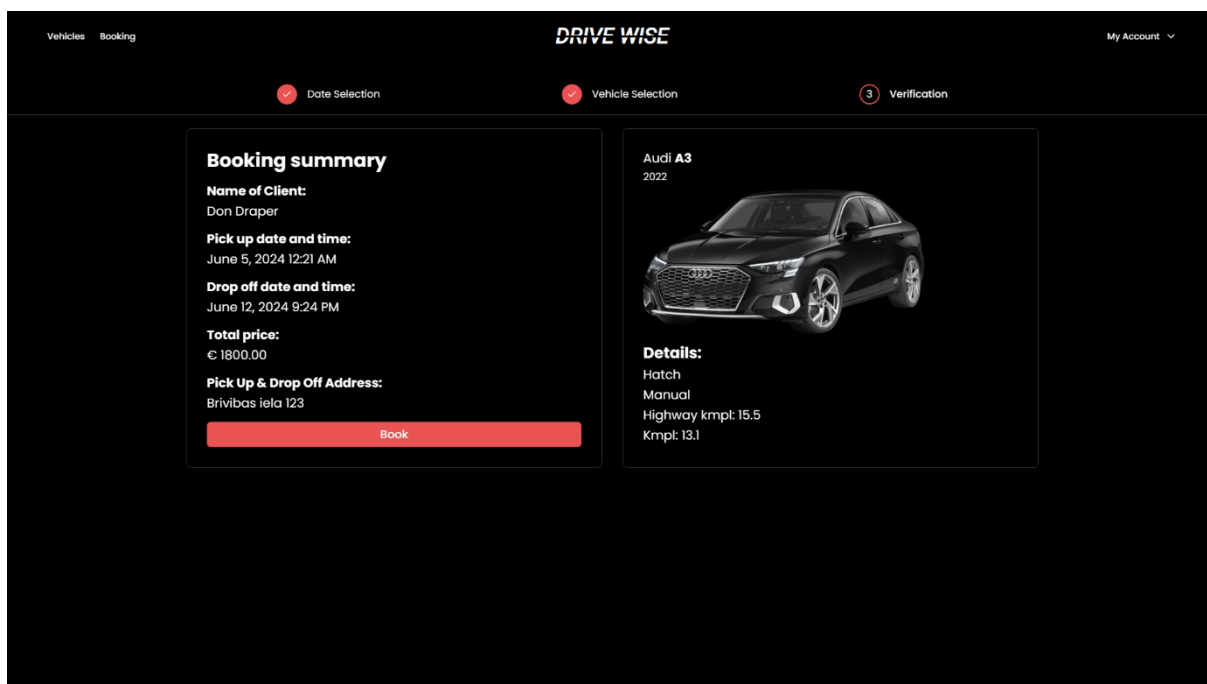 Vehicles Booking
DRIVE WISE
My Account
Date Selection
Vehicle Selection
3 Verification
Booking summary
Name of Client:
Don Draper
Pick up date and time:
June 5, 2024 12:21 AM
Drop off date and time:
June 12, 2024 9:24 PM
Total price:
€ 1800.00
Pick Up & Drop Off Address:
Brivibas iela 123
Book
Audi A3
2022
Details:
Hatch
Manual
Highway kmpl: 15.5
Kmpl: 13.1